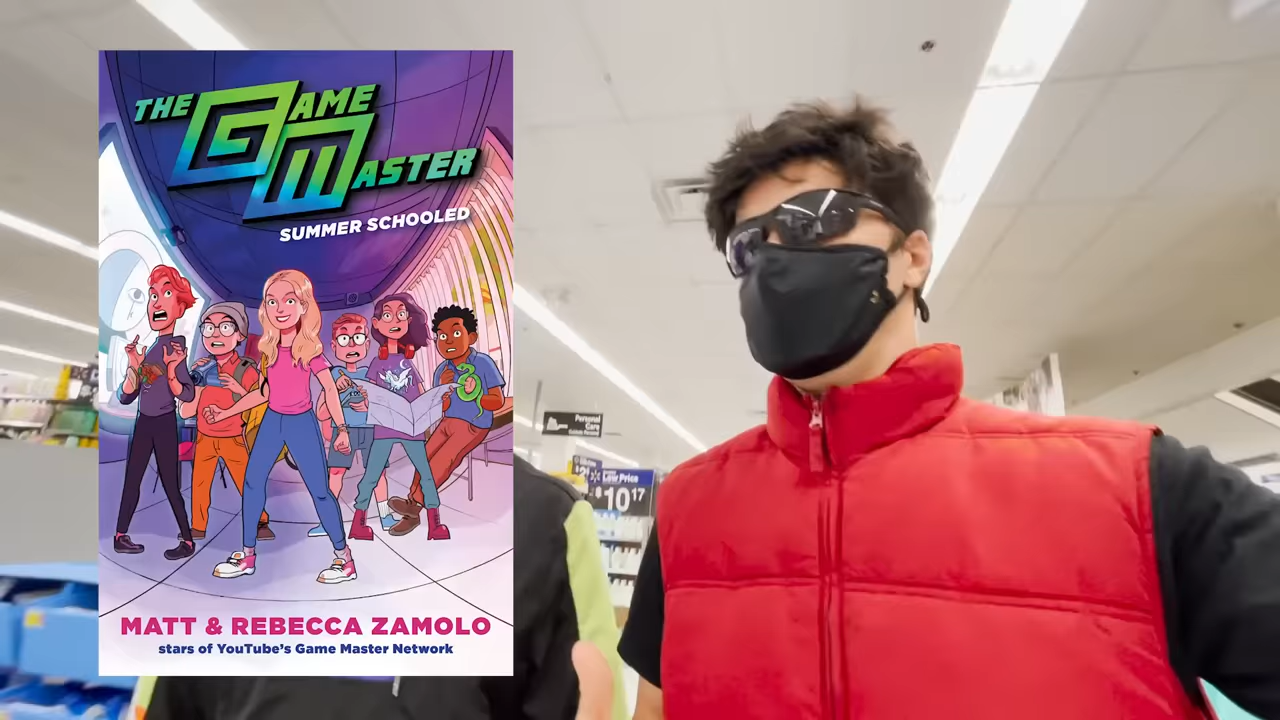 THE GAME
MASTER
SUMMER SCHOOLED
MATT & REBECCA ZAMOLO
stars of YouTube's Game Master Network
Personal
Care
Low Price
$10 17